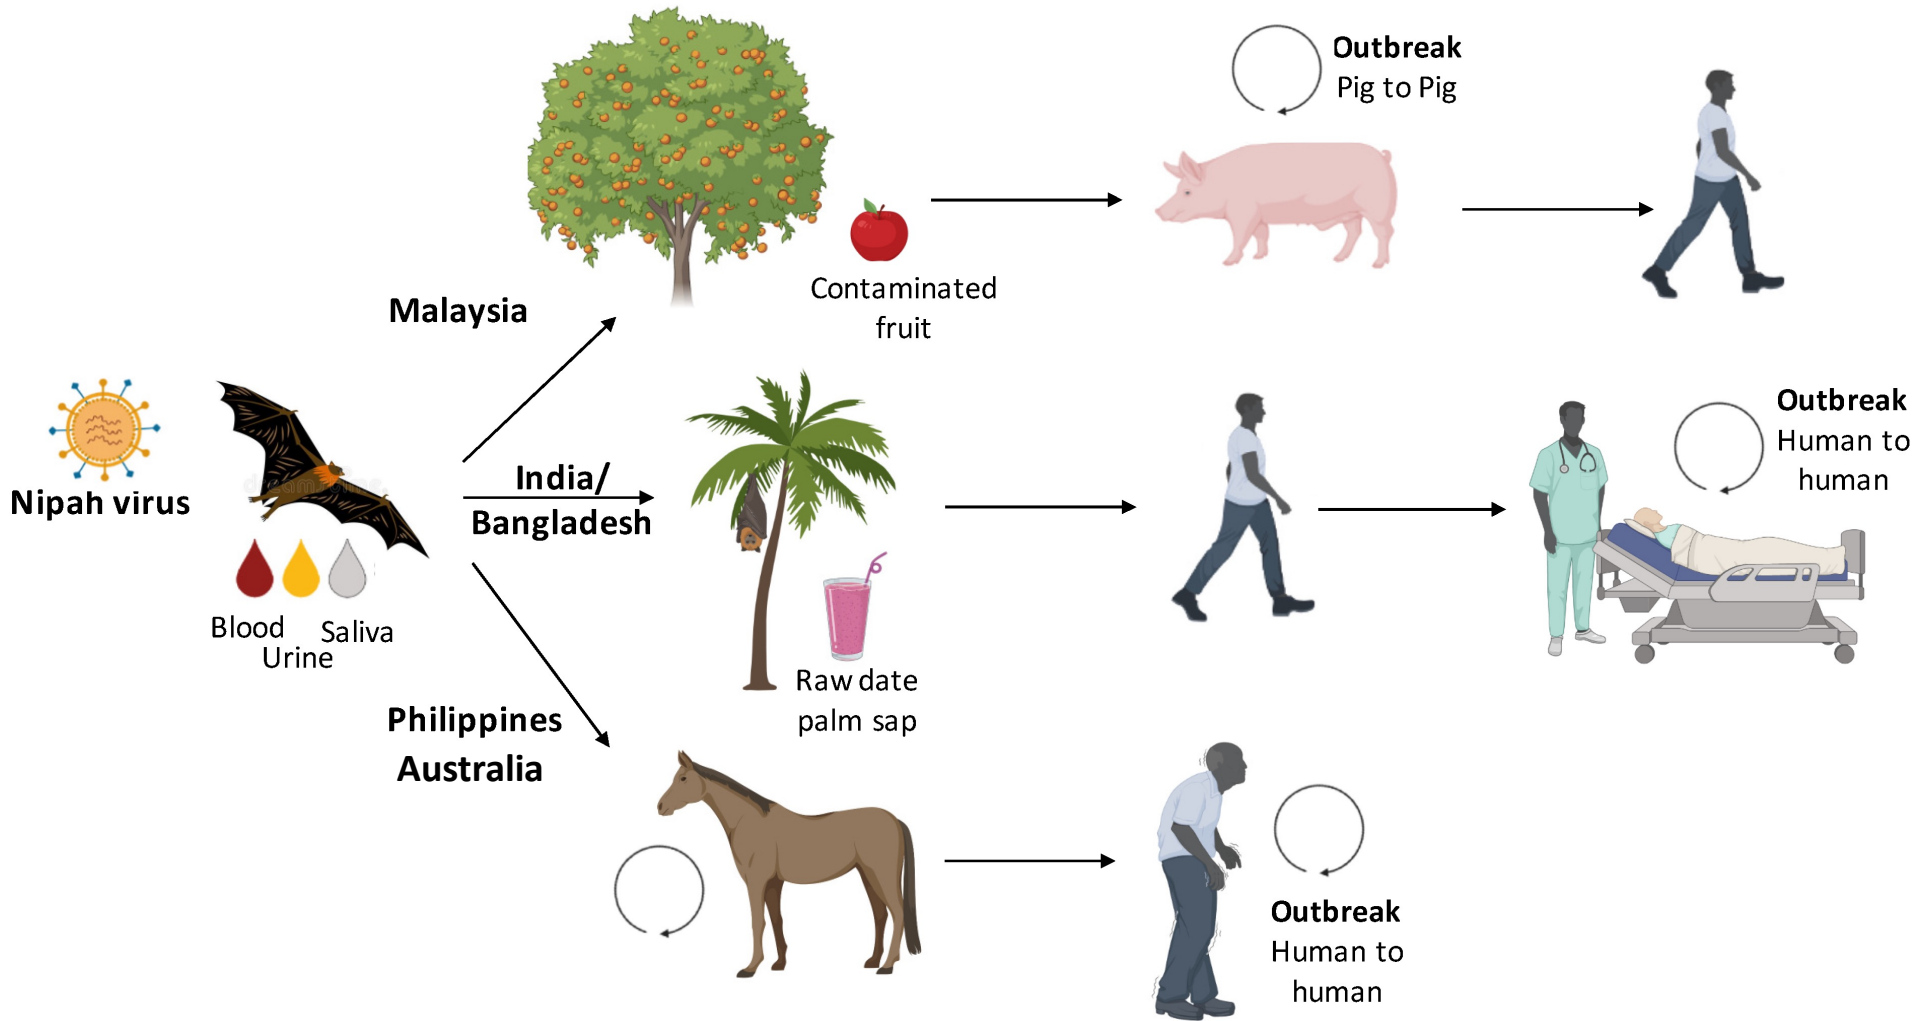 Outbreak
Pig to Pig
Contaminated
fruit
Malaysia
Nipah virus
India/
Bangladesh
Blood
Saliva
Urine
Raw date
palm sap
Outbreak
Human to
human
Philippines
Australia
Outbreak
Human to
human